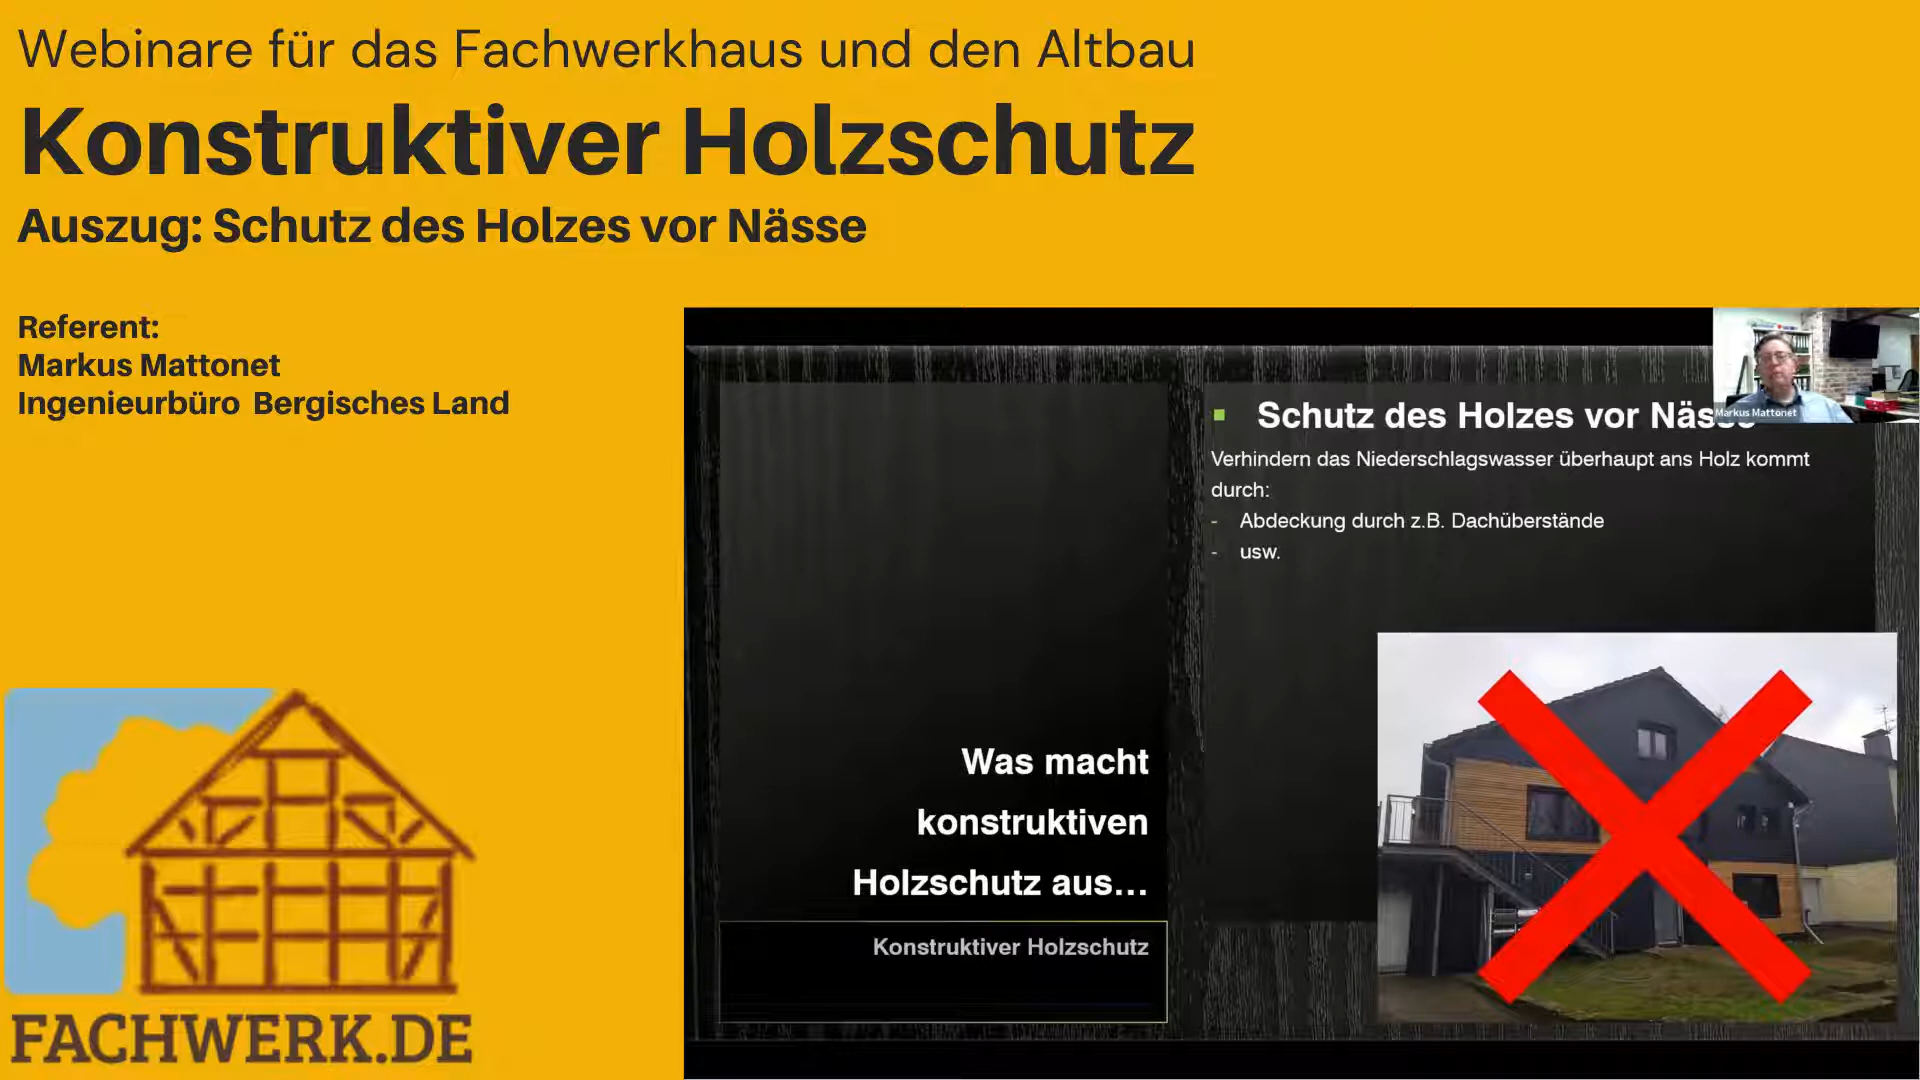 Webinare für das Fachwerkhaus und den Altbau
Konstruktiver Holzschutz
Auszug: Schutz des Holzes vor Nässe
Referent:
Markus Mattonet
Ingenieurbüro Bergisches Land
FACHWERK.DE
Markus Mattonet
Schutz des Holzes vor Nässe
Verhindern das Niederschlagswasser überhaupt ans Holz kommt
durch:
- Abdeckung durch z.B. Dachüberstände
- usw.
Was macht
konstruktiven
Holzschutz aus...
Konstruktiver Holzschutz